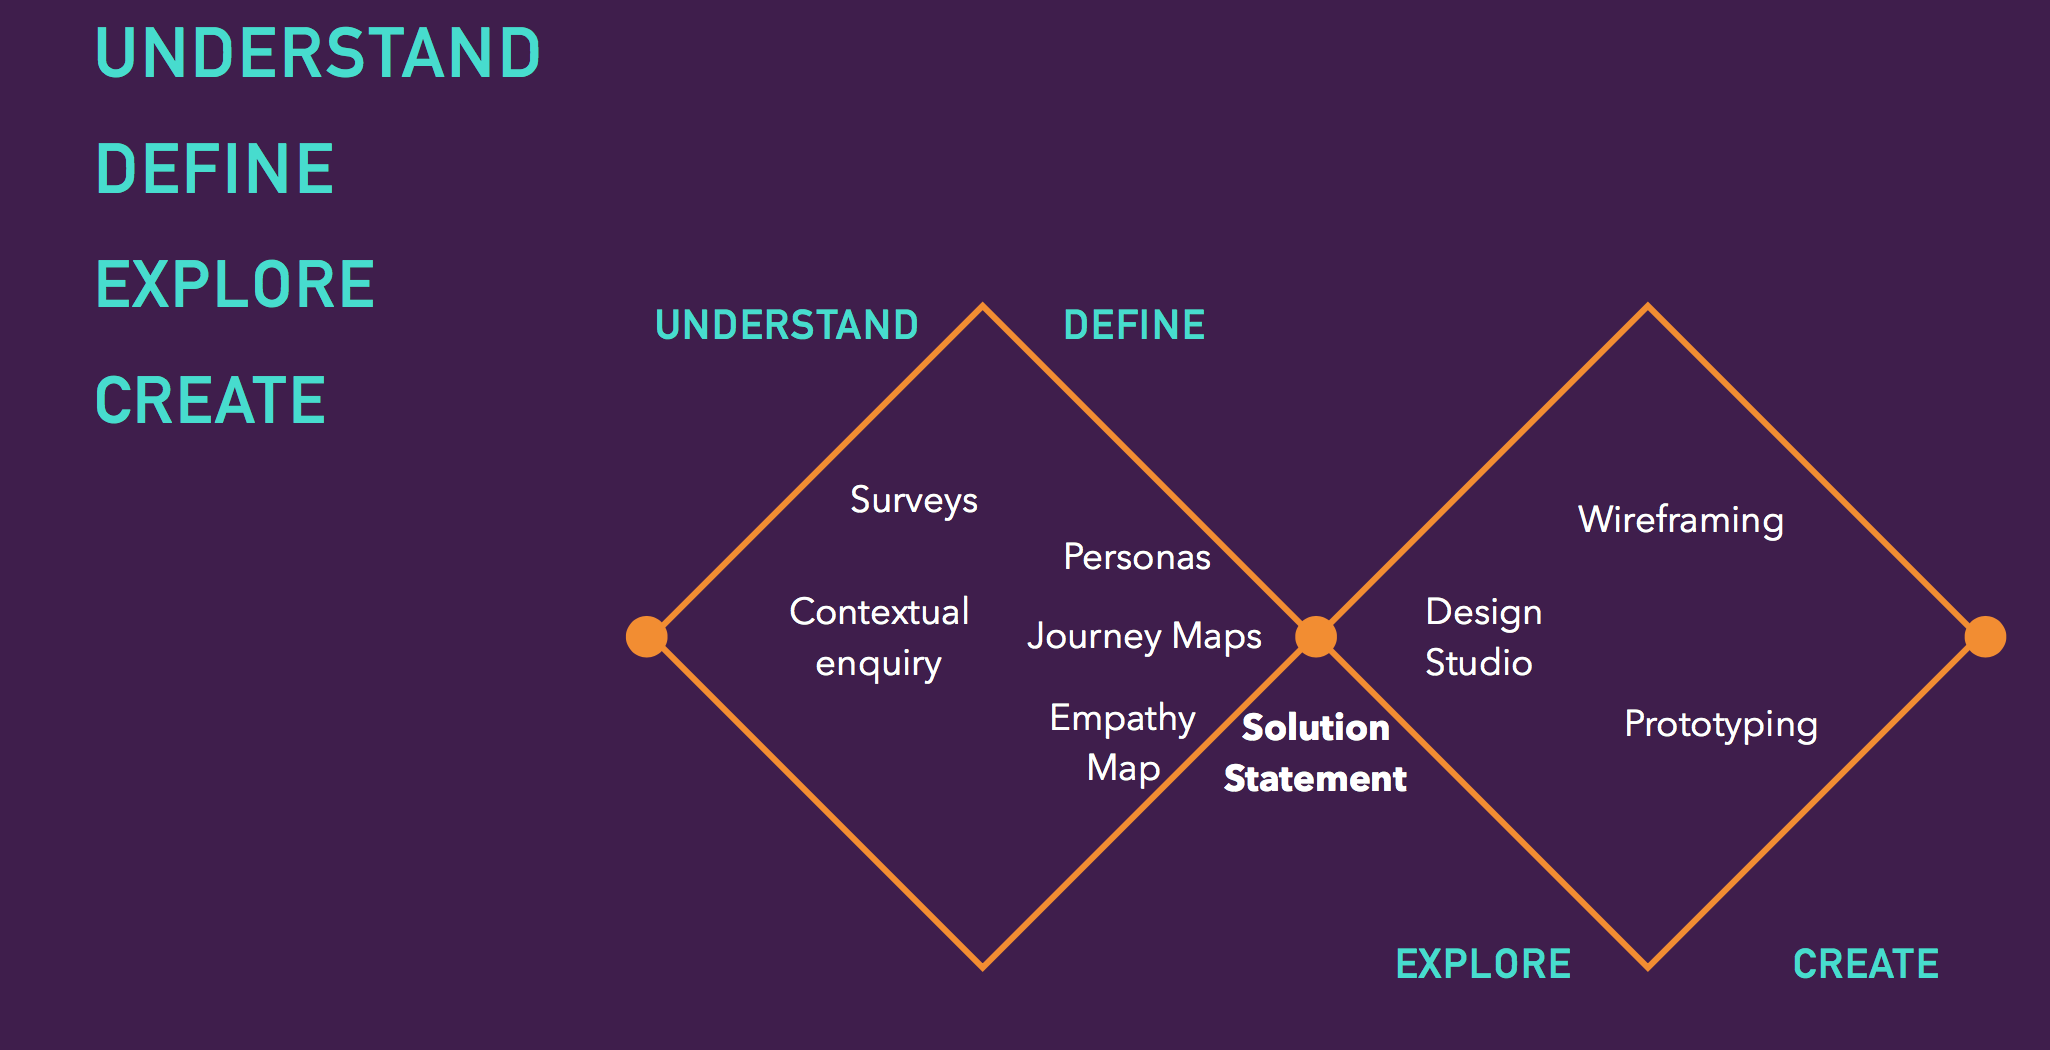 UNDERSTAND
DEFINE
EXPLORE
CREATE
UNDERSTAND
DEFINE
Surveys
Contextual
enquiry
Personas
Journey Maps
Empathy
Map
Solution
Statement
Design
Studio
Wireframing
Prototyping
EXPLORE
CREATE